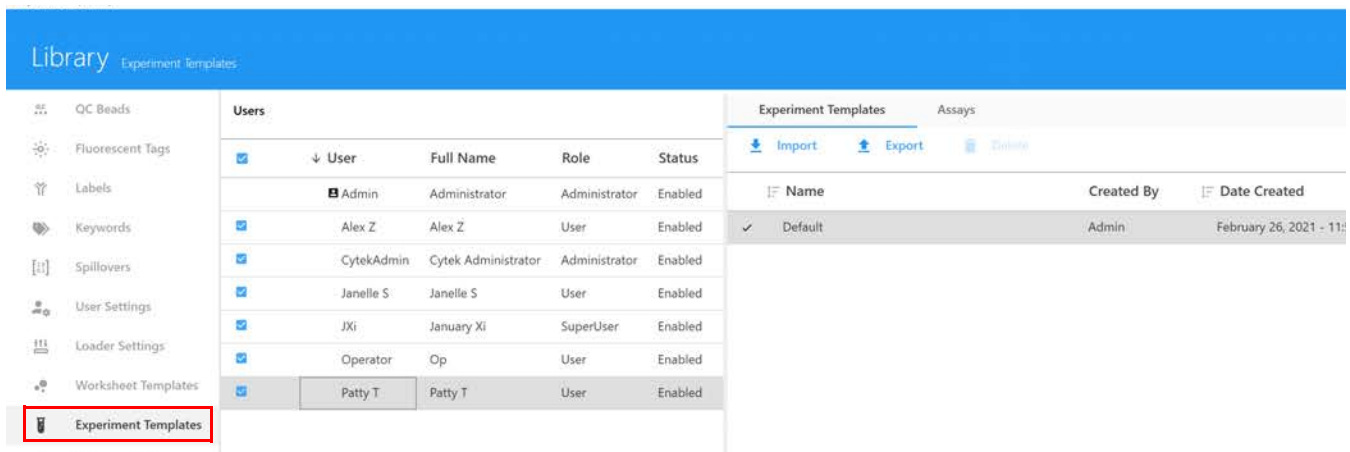 Library Experiment Templates
QC Beads
Fluorescent Tags
Labels
Keywords
Spillovers
User Settings
Loader Settings
Worksheet Templates
Experiment Templates
Users
User Full Name Role Status
Admin Administrator Administrator Enabled
Alex Z Alex Z User Enabled
CytekAdmin Cytek Administrator Administrator Enabled
Janelle S Janelle S User Enabled
JXi January Xi SuperUser Enabled
Operator Op User Enabled
Patty T Patty T User Enabled
Experiment Templates Assays
Import Export Delete
Name Created By Date Created
Default Admin February 26, 2021 - 11: